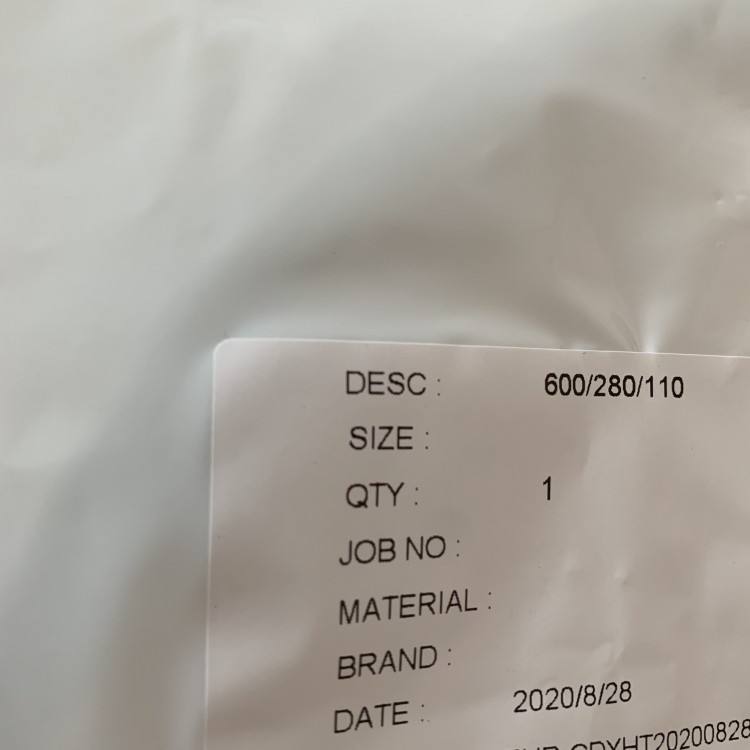 DESC : 600/280/110
SIZE :
QTY : 1
JOB NO :
MATERIAL :
BRAND :
DATE : 2020/8/28